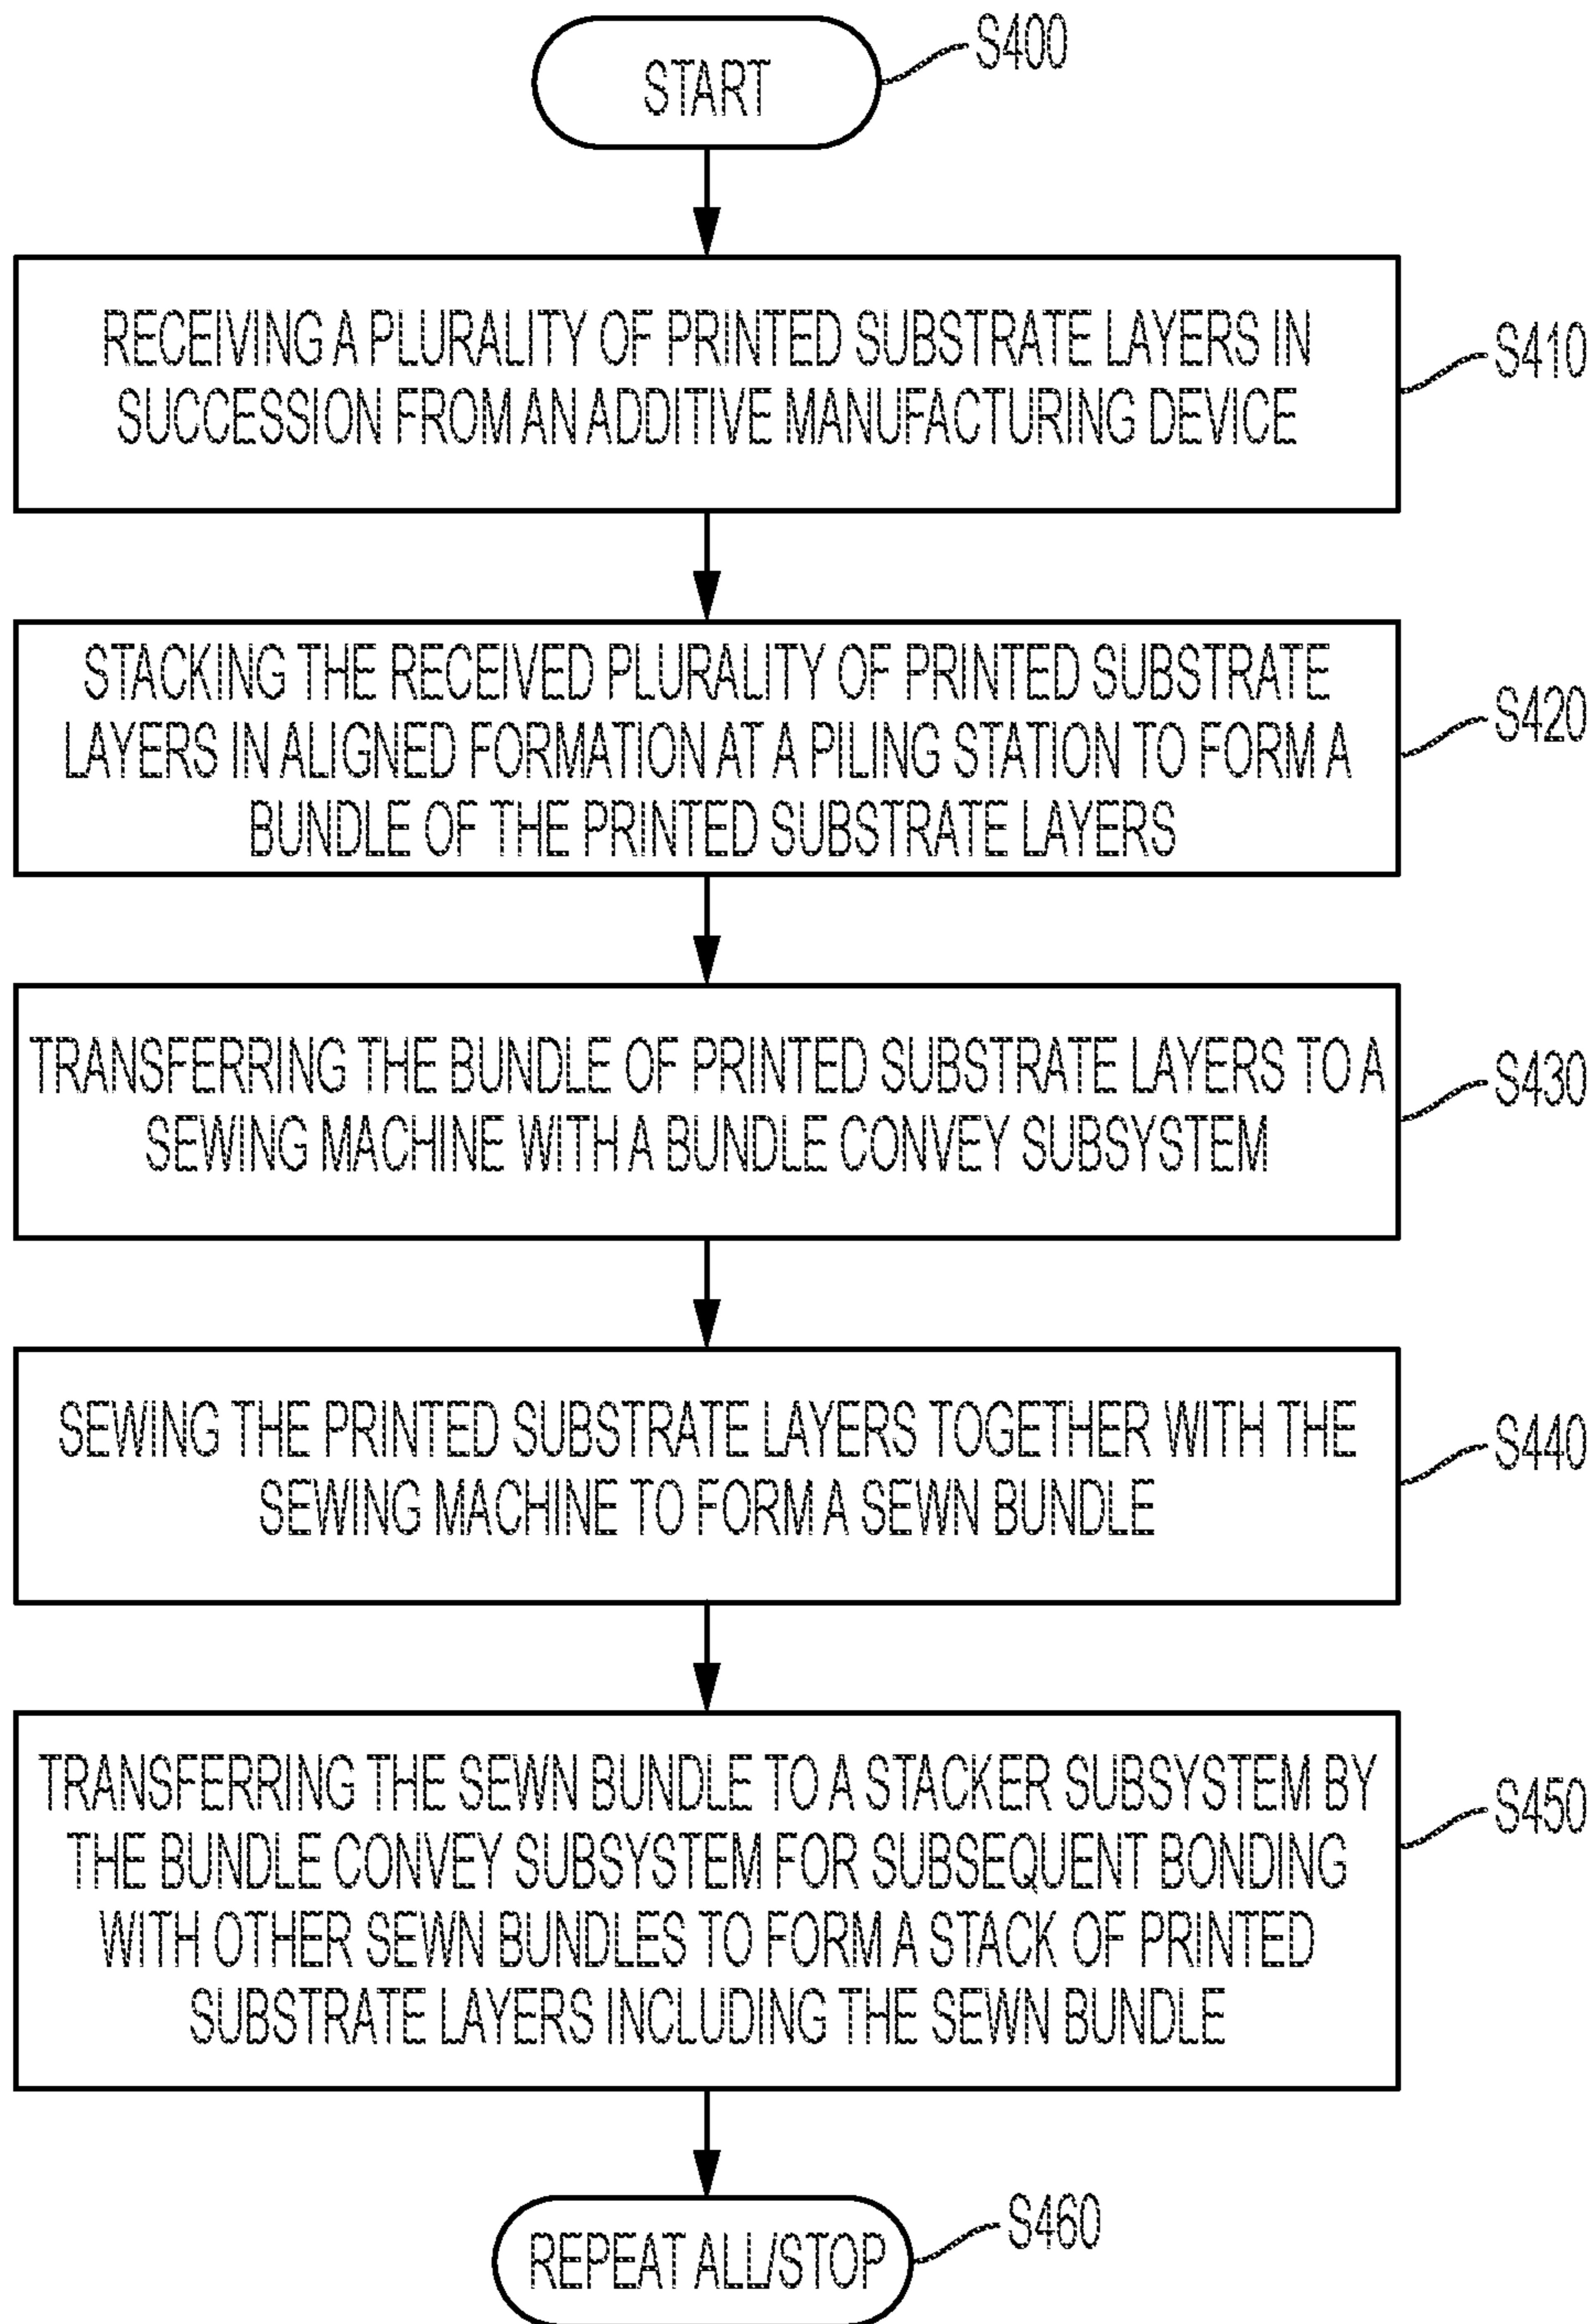 START
S400
RECEIVING A PLURALITY OF PRINTED SUBSTRATE LAYERS IN
SUCCESSION FROM AN ADDITIVE MANUFACTURING DEVICE
S410
STACKING THE RECEIVED PLURALITY OF PRINTED SUBSTRATE
LAYERS IN ALIGNED FORMATION AT A PILING STATION TO FORM A
BUNDLE OF THE PRINTED SUBSTRATE LAYERS
S420
TRANSFERRING THE BUNDLE OF PRINTED SUBSTRATE LAYERS TO A
SEWING MACHINE WITH A BUNDLE CONVEY SUBSYSTEM
S430
SEWING THE PRINTED SUBSTRATE LAYERS TOGETHER WITH THE
SEWING MACHINE TO FORM A SEWN BUNDLE
S440
TRANSFERRING THE SEWN BUNDLE TO A STACKER SUBSYSTEM BY
THE BUNDLE CONVEY SUBSYSTEM FOR SUBSEQUENT BONDING
WITH OTHER SEWN BUNDLES TO FORM A STACK OF PRINTED
SUBSTRATE LAYERS INCLUDING THE SEWN BUNDLE
S450
REPEAT ALL/STOP
S460